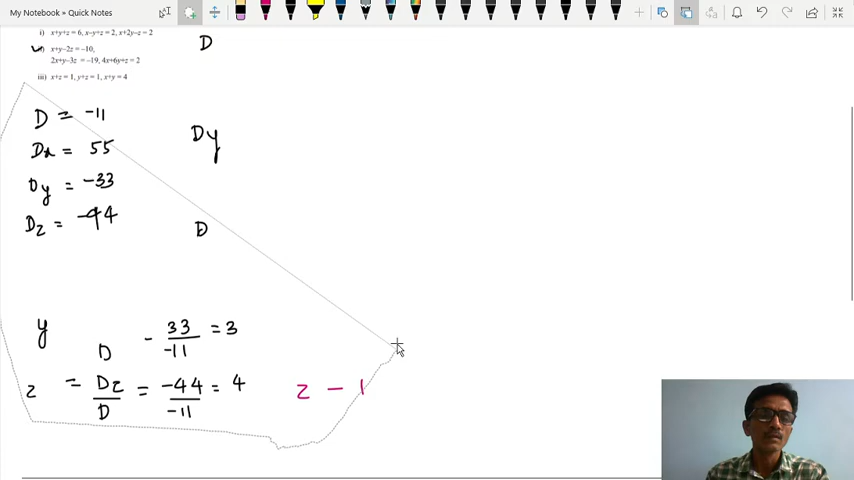 My Notebook » Quick Notes
i) x+y+z = 6, x−y+z = 2, x+2y−z = 2
) x+y−2z = −10,
2x+y−3z = −19, 4x+6y+z = 2
(iii) x+z = 1, y+z = 1, x+y = 4
D
D = -11
Dx = 55
Dy = -33
Dz = -44
Dy
D
y
D
- 33/-11 = 3
z = Dz/D = -44/-11 = 4
z - 1